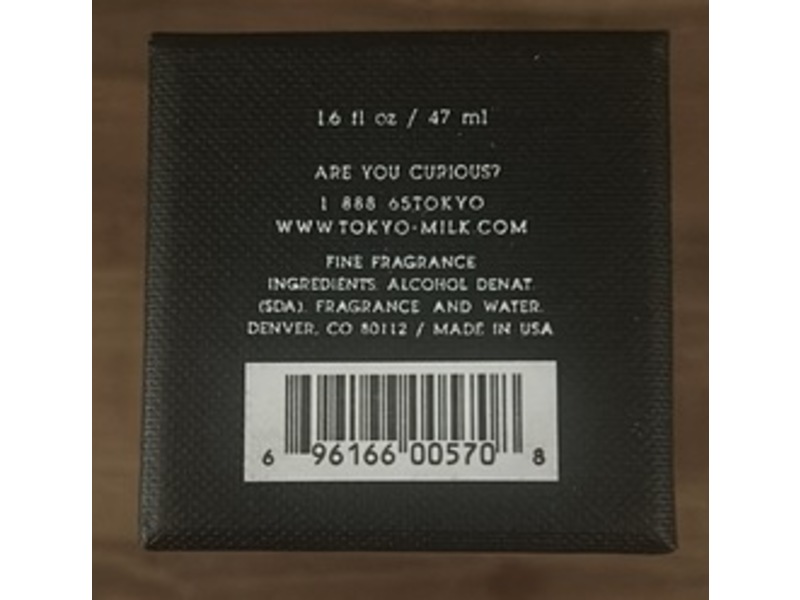 1.6 fl oz / 47 ml
ARE YOU CURIOUS?
1 888 65TOKYO
WWW.TOKYO-MILK.COM
FINE FRAGRANCE
INGREDIENTS: ALCOHOL DENAT.
(SDA), FRAGRANCE AND WATER.
DENVER, CO 80112 / MADE IN USA
6 96166 00570 8